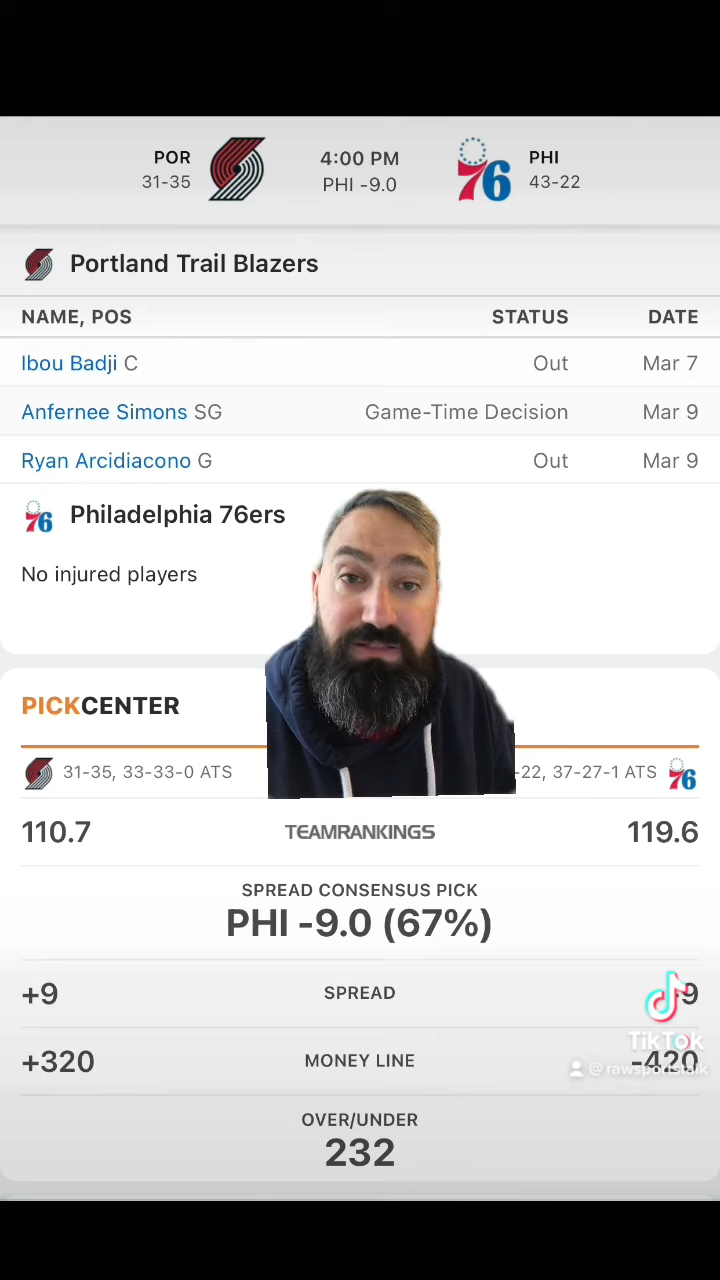 POR
31-35
4:00 PM
PHI -9.0
PHI
43-22
76
Portland Trail Blazers
NAME, POS STATUS DATE
Ibou Badji C Out Mar 7
Anfernee Simons SG Game-Time Decision Mar 9
Ryan Arcidiacono G Out Mar 9
76 Philadelphia 76ers
No injured players
PICKCENTER
31-35, 33-33-0 ATS -22, 37-27-1 ATS 76
110.7 TEAMRANKINGS 119.6
SPREAD CONSENSUS PICK
PHI -9.0 (67%)
+9 SPREAD 9
TikTok
+320 MONEY LINE -420
@rawsportstalk
OVER/UNDER
232